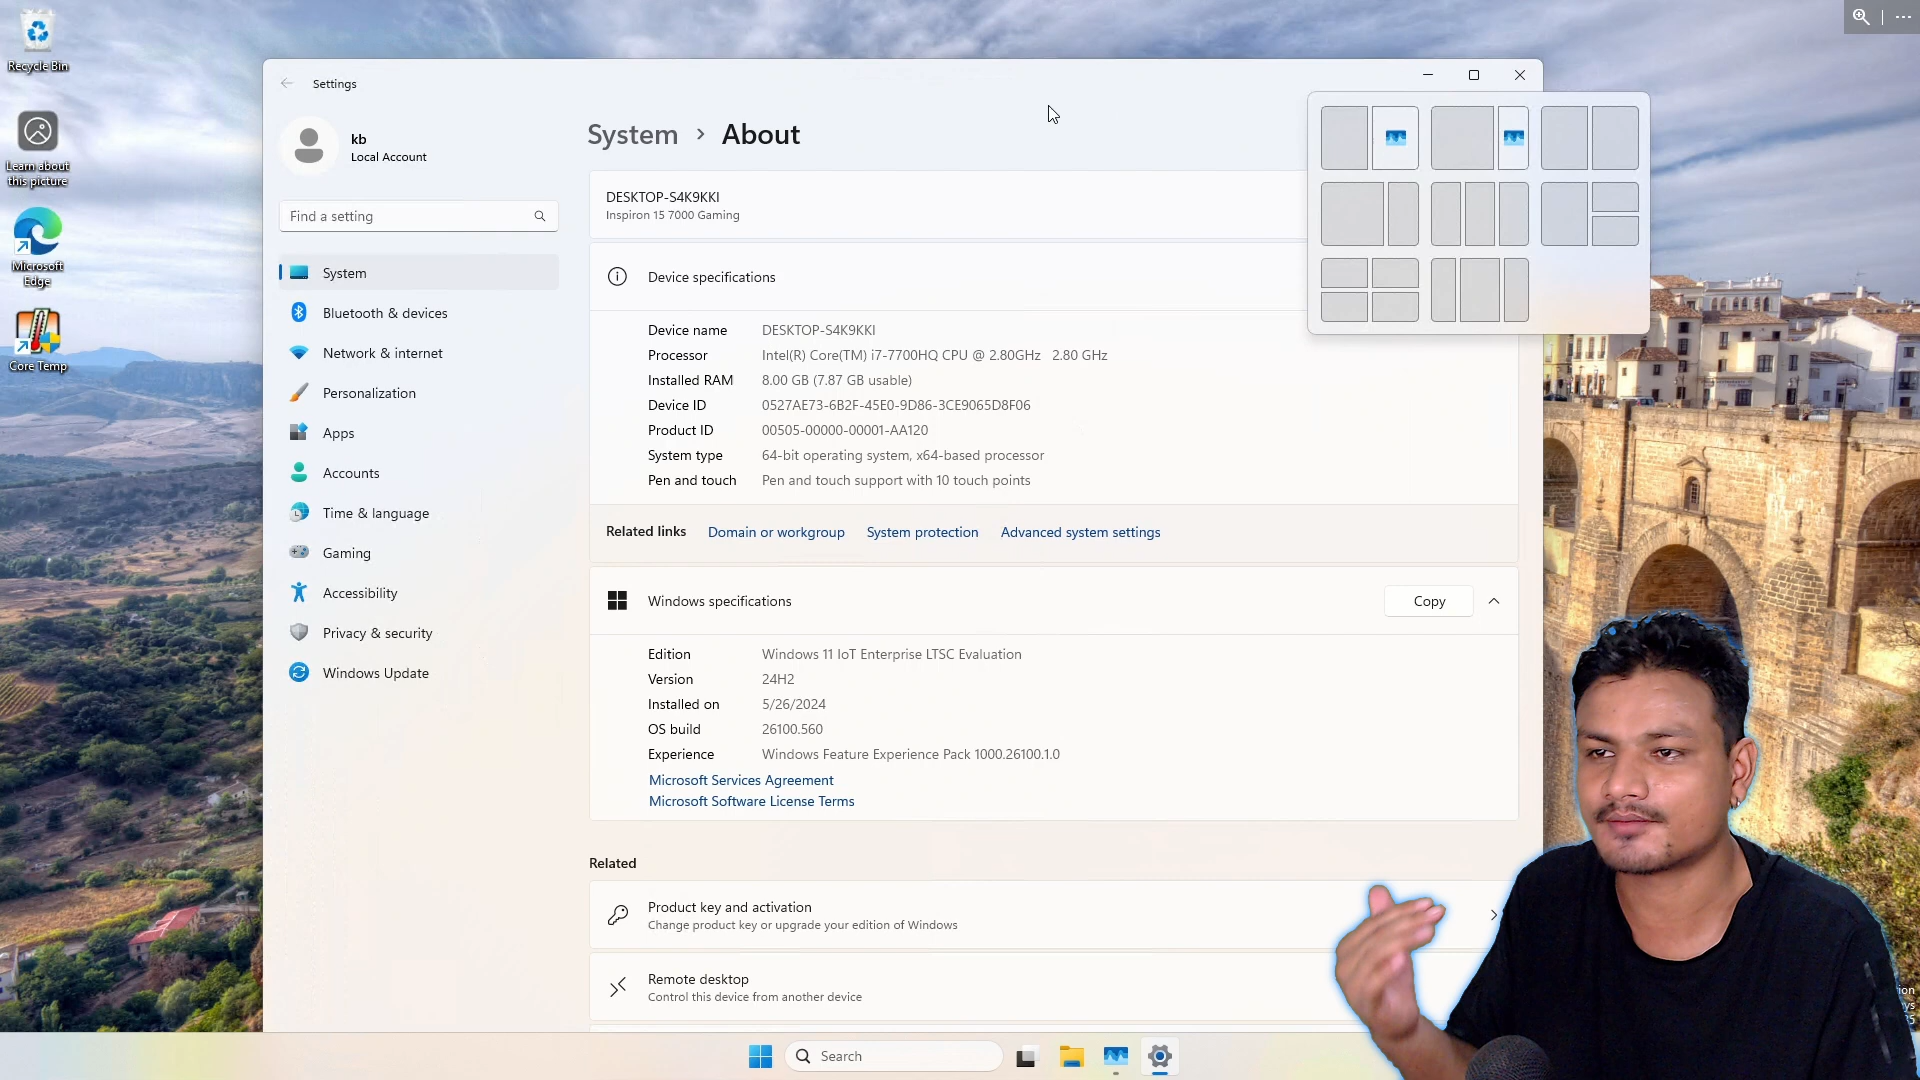 Recycle Bin
Learn about
this picture
Microsoft
Edge
Core Temp
Settings
kb
Local Account
Find a setting
System
Bluetooth & devices
Network & internet
Personalization
Apps
Accounts
Time & language
Gaming
Accessibility
Privacy & security
Windows Update
System > About
DESKTOP-S4K9KKI
Inspiron 15 7000 Gaming
Device specifications
Device name DESKTOP-S4K9KKI
Processor Intel(R) Core(TM) i7-7700HQ CPU @ 2.80GHz 2.80 GHz
Installed RAM 8.00 GB (7.87 GB usable)
Device ID 0527AE73-6B2F-45E0-9D86-3CE9065D8F06
Product ID 00505-00000-00001-AA120
System type 64-bit operating system, x64-based processor
Pen and touch Pen and touch support with 10 touch points
Related links Domain or workgroup System protection Advanced system settings
Windows specifications Copy
Edition Windows 11 IoT Enterprise LTSC Evaluation
Version 24H2
Installed on 5/26/2024
OS build 26100.560
Experience Windows Feature Experience Pack 1000.26100.1.0
Microsoft Services Agreement
Microsoft Software License Terms
Related
Product key and activation
Change product key or upgrade your edition of Windows
Remote desktop
Control this device from another device
Search